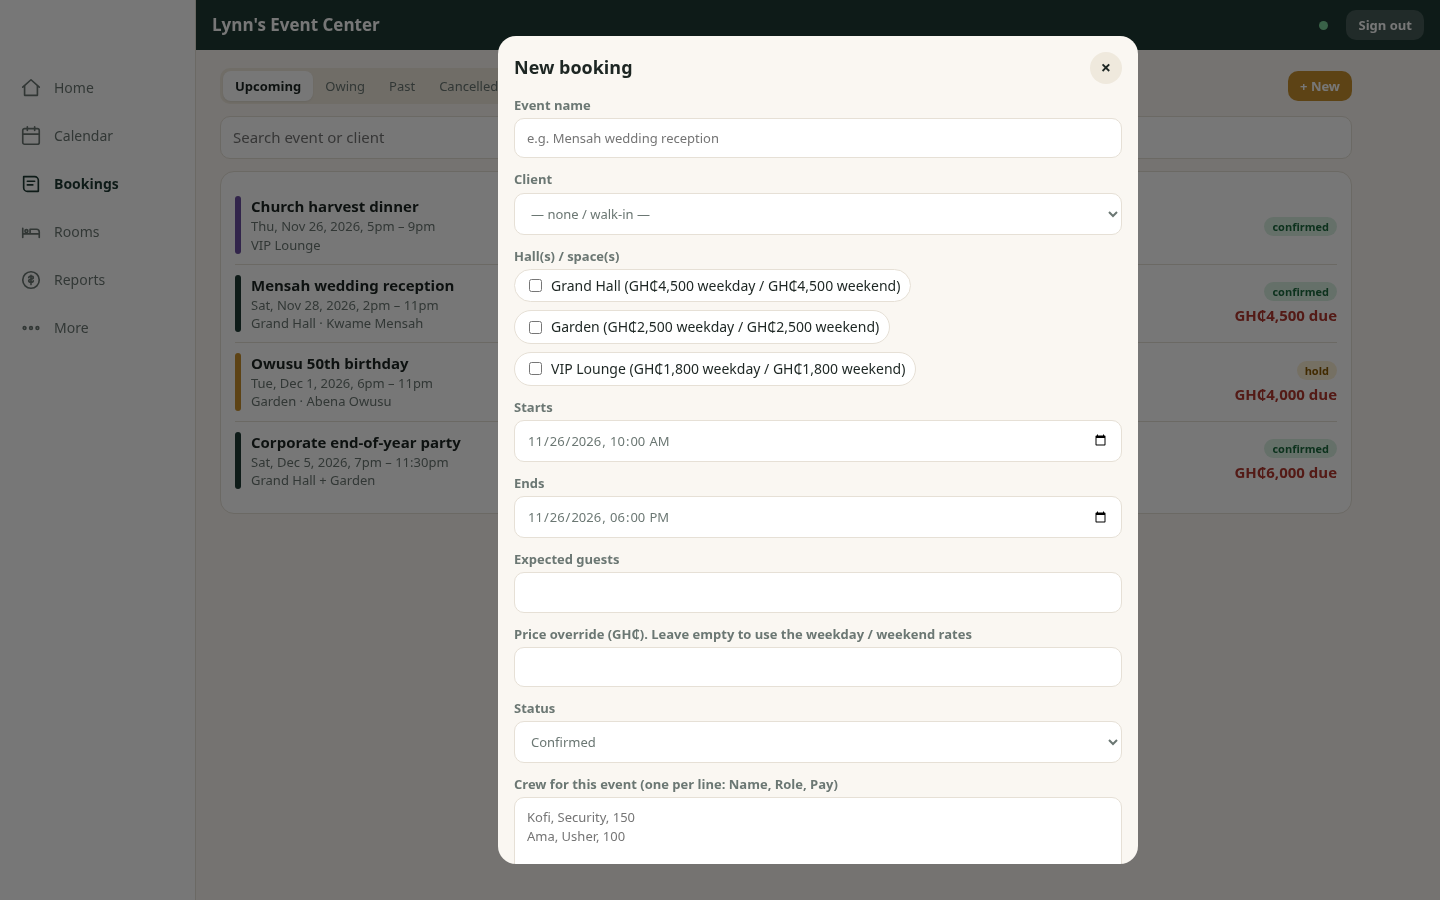 Lynn's Event Center
Sign out
Home
Calendar
Bookings
Rooms
Reports
More
Upcoming
Owing
Past
Cancelled
+ New
Search event or client
Church harvest dinner
Thu, Nov 26, 2026, 5pm – 9pm
VIP Lounge
confirmed
Mensah wedding reception
Sat, Nov 28, 2026, 2pm – 11pm
Grand Hall · Kwame Mensah
confirmed
GH₵4,500 due
Owusu 50th birthday
Tue, Dec 1, 2026, 6pm – 11pm
Garden · Abena Owusu
hold
GH₵4,000 due
Corporate end-of-year party
Sat, Dec 5, 2026, 7pm – 11:30pm
Grand Hall + Garden
confirmed
GH₵6,000 due
New booking
×
Event name
e.g. Mensah wedding reception
Client
— none / walk-in —
Hall(s) / space(s)
Grand Hall (GH₵4,500 weekday / GH₵4,500 weekend)
Garden (GH₵2,500 weekday / GH₵2,500 weekend)
VIP Lounge (GH₵1,800 weekday / GH₵1,800 weekend)
Starts
11/26/2026, 10:00 AM
Ends
11/26/2026, 06:00 PM
Expected guests
Price override (GH₵). Leave empty to use the weekday / weekend rates
Status
Confirmed
Crew for this event (one per line: Name, Role, Pay)
Kofi, Security, 150
Ama, Usher, 100